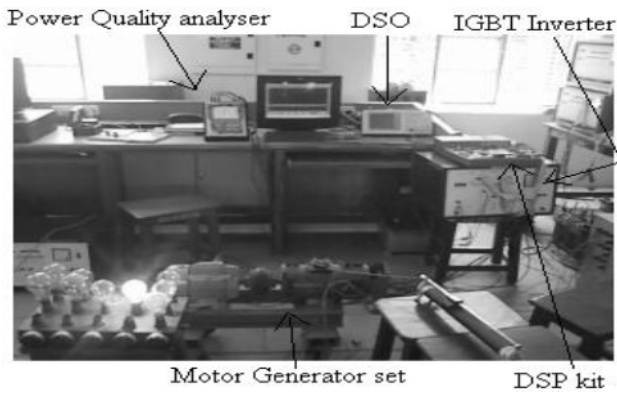 Power Quality analyser DSO IGBT Inverter
Motor Generator set
DSP kit